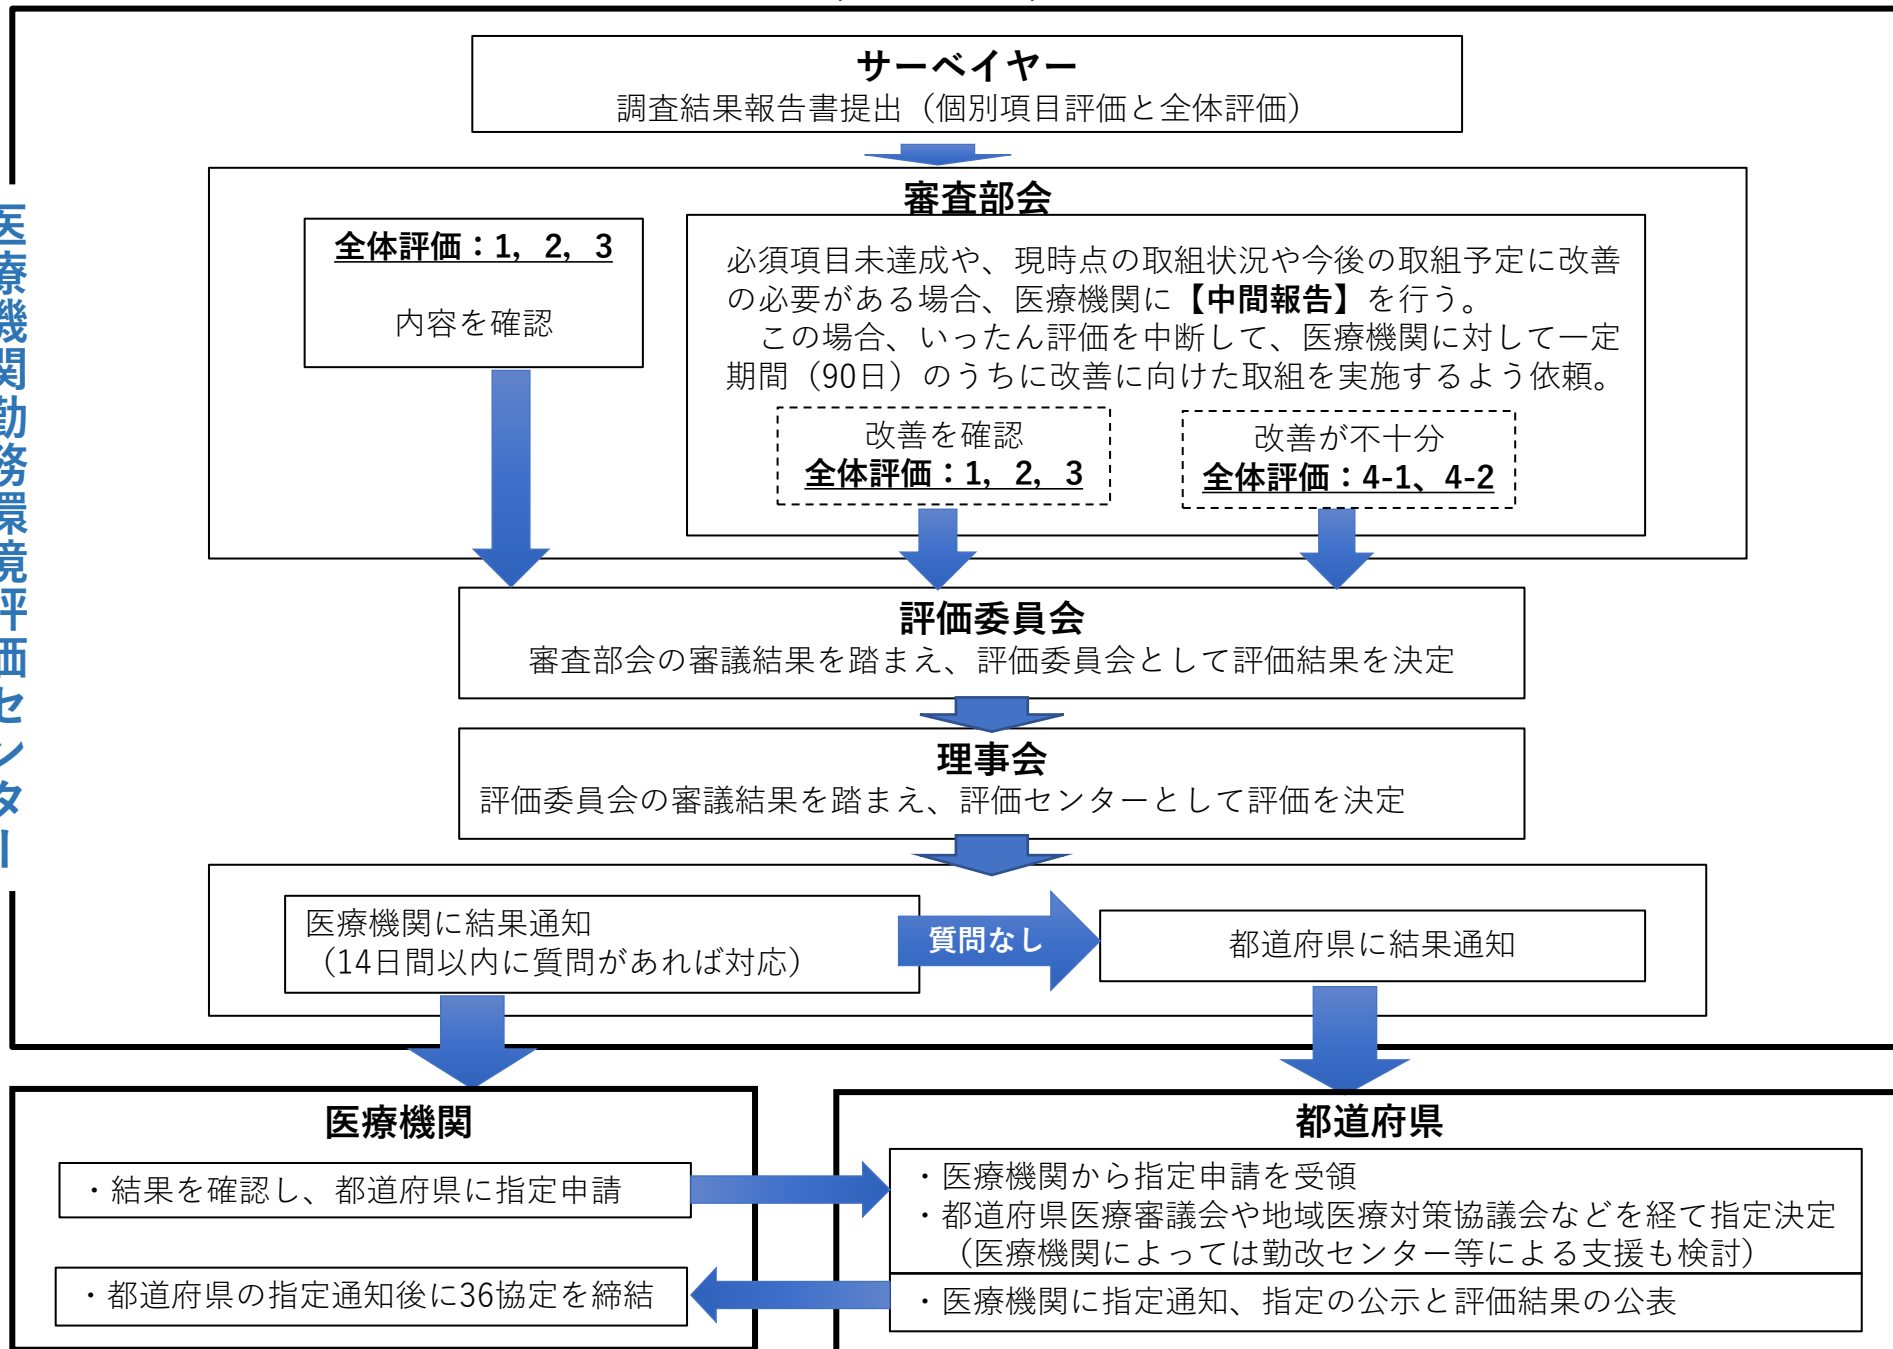 サーベイヤー
調査結果報告書提出（個別項目評価と全体評価）
審査部会
全体評価：1，2，3
内容を確認
必須項目未達成や、現時点の取組状況や今後の取組予定に改善
の必要がある場合、医療機関に【中間報告】を行う。
この場合、いったん評価を中断して、医療機関に対して一定
期間（90日）のうちに改善に向けた取組を実施するよう依頼。
改善を確認
全体評価：1，2，3
改善が不十分
全体評価：4-1、4-2
医療機関勤務環境評価センター
評価委員会
審査部会の審議結果を踏まえ、評価委員会として評価結果を決定
理事会
評価委員会の審議結果を踏まえ、評価センターとして評価を決定
医療機関に結果通知
（14日間以内に質問があれば対応）
質問なし
都道府県に結果通知
医療機関
・結果を確認し、都道府県に指定申請
・都道府県の指定通知後に36協定を締結
都道府県
・医療機関から指定申請を受領
・都道府県医療審議会や地域医療対策協議会などを経て指定決定
（医療機関によっては勤改センター等による支援も検討）
・医療機関に指定通知、指定の公示と評価結果の公表